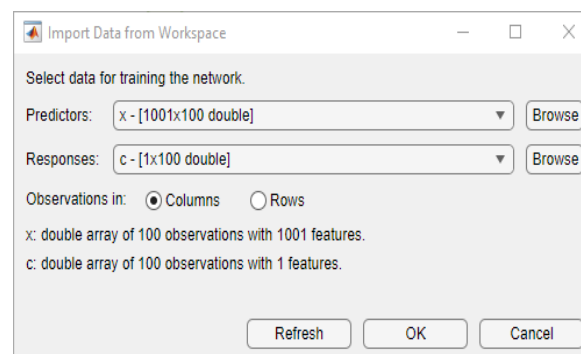 Import Data from Workspace
Select data for training the network.
Predictors: x - [1001x100 double] Browse
Responses: c - [1x100 double] Browse
Observations in: Columns Rows
x: double array of 100 observations with 1001 features.
c: double array of 100 observations with 1 features.
Refresh OK Cancel